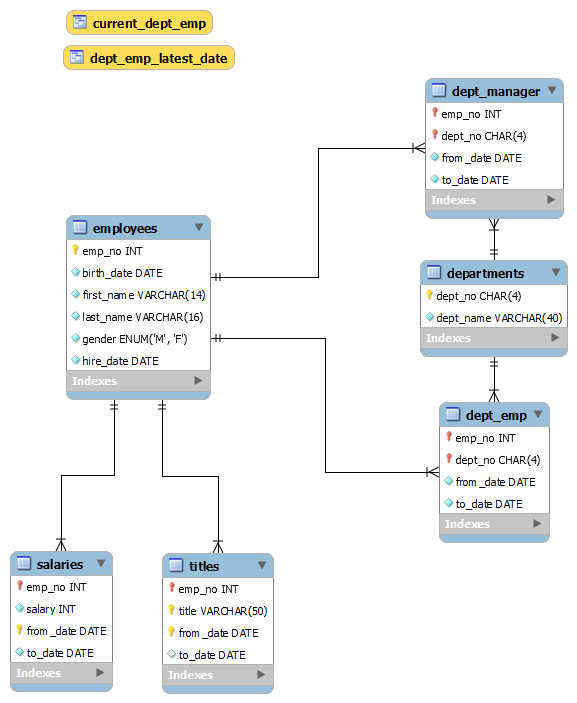 current_dept_emp
dept_emp_latest_date
dept_manager
emp_no INT
dept_no CHAR(4)
from_date DATE
to_date DATE
Indexes
employees
emp_no INT
birth_date DATE
first_name VARCHAR(14)
last_name VARCHAR(16)
gender ENUM('M', 'F')
hire_date DATE
Indexes
departments
dept_no CHAR(4)
dept_name VARCHAR(40)
Indexes
dept_emp
emp_no INT
dept_no CHAR(4)
from_date DATE
to_date DATE
Indexes
salaries
emp_no INT
salary INT
from_date DATE
to_date DATE
Indexes
titles
emp_no INT
title VARCHAR(50)
from_date DATE
to_date DATE
Indexes